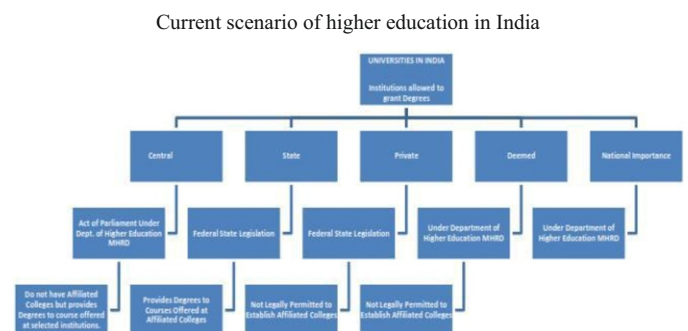 Current scenario of higher education in India
UNIVERSITIES IN INDIA
Institutions allowed to
grant Degrees
Central
State
Private
Deemed
National Importance
Act of Parliament Under
Dept. of Higher Education
MHRD
Federal State Legislation
Federal State Legislation
Under Department of
Higher Education MHRD
Under Department of
Higher Education MHRD
Do not have Affiliated
Colleges but provides
Degrees to course offered
at selected institutions.
Provides Degrees to
Courses Offered at
Affiliated Colleges
Not Legally Permitted to
Establish Affiliated Colleges
Not Legally Permitted to
Establish Affiliated Colleges